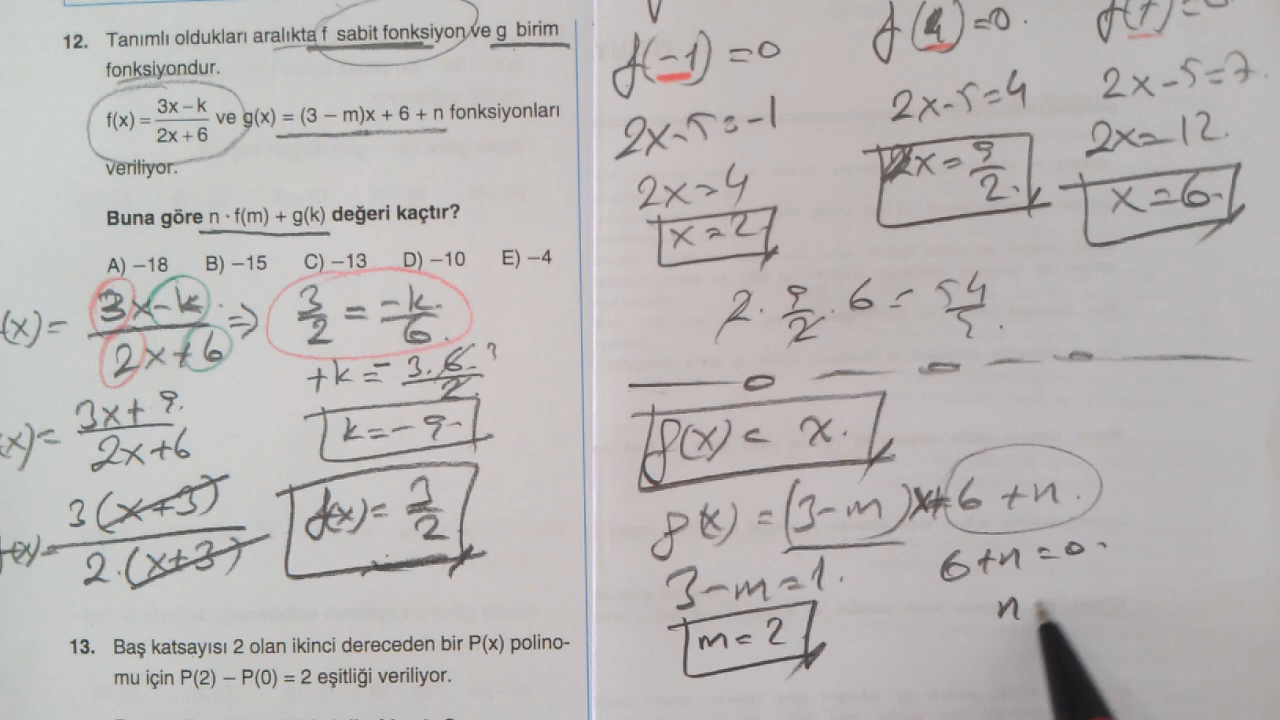 12. Tanımlı oldukları aralıkta f sabit fonksiyon ve g birim
fonksiyondur.
f(x) = 3x – k / 2x + 6 ve g(x) = (3 – m)x + 6 + n fonksiyonları
veriliyor.
Buna göre n · f(m) + g(k) değeri kaçtır?
A) –18 B) –15 C) –13 D) –10 E) –4
(x) = 3x-k / 2x+6 => 3/2 = -k/6
+k = -3.6 / 2
k = -9
(x) = 3x+9 / 2x+6
f(x) = 3(x+3) / 2.(x+3)
f(x) = 3/2
13. Baş katsayısı 2 olan ikinci dereceden bir P(x) polino-
mu için P(2) – P(0) = 2 eşitliği veriliyor.
f(-1) = 0
2x-5=-1
2x=4
x=2
f(4)=0.
2x-5=4
x=9/2.
f(7)=0
2x-5=7
2x=12.
x=6.
2. 9/2 . 6 = 54
g(x) = x.
g(x) = (3-m)x+6+n.
3-m=1.
m=2
6+n=0.
n